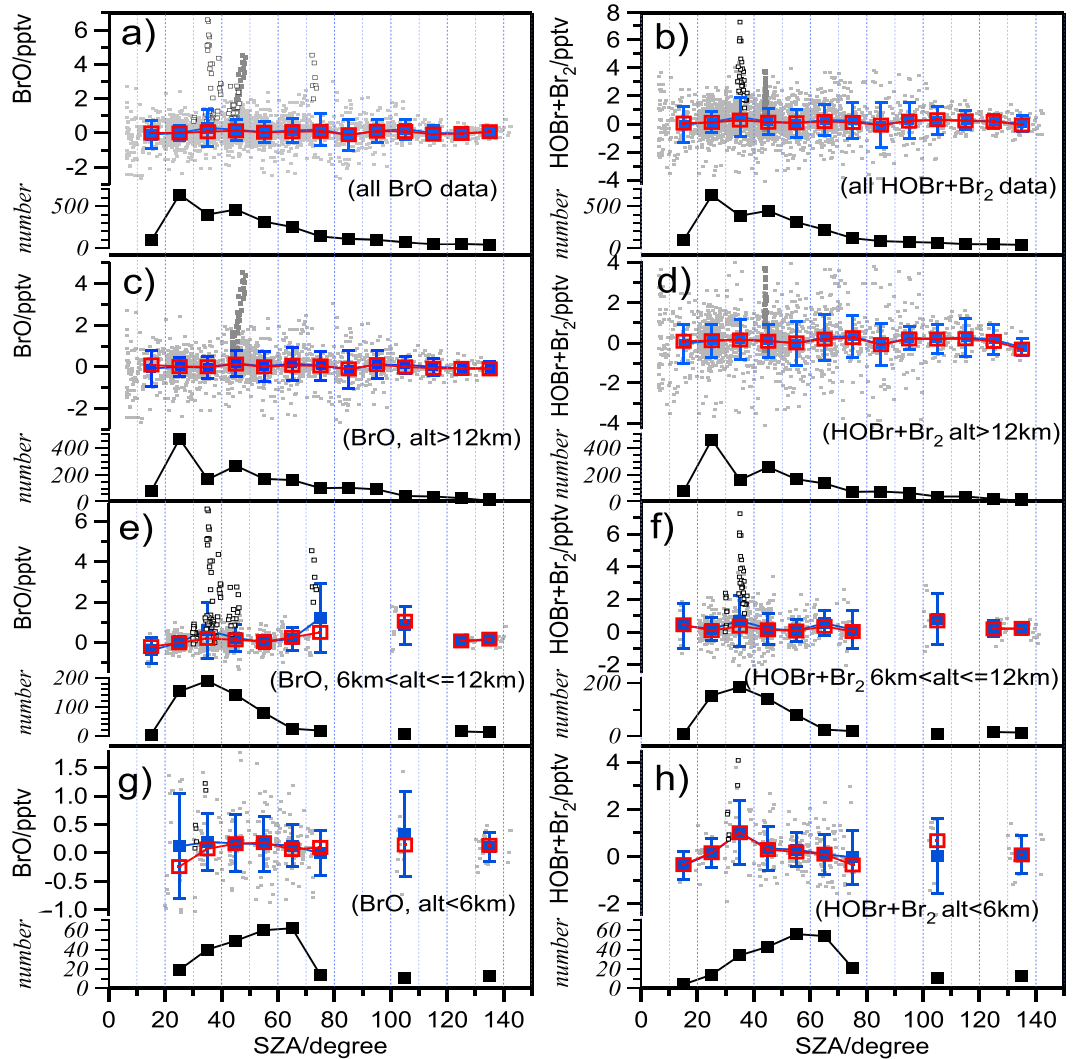 a)
BrO/pptv
6
4
2
0
-2
(all BrO data)
number
500
0
b)
HOBr+Br2/pptv
8
6
4
2
0
-2
-4
(all HOBr+Br2 data)
number
500
0
c)
BrO/pptv
4
2
0
-2
(BrO, alt>12km)
number
400
200
0
d)
HOBr+Br2/pptv
4
2
0
-2
-4
(HOBr+Br2 alt>12km)
number
400
200
0
e)
BrO/pptv
6
4
2
0
(BrO, 6km<alt<=12km)
number
200
100
0
f)
HOBr+Br2/pptv
6
4
2
0
-2
(HOBr+Br2 6km<alt<=12km)
number
200
0
g)
BrO/pptv
1.5
1.0
0.5
0.0
-0.5
-1.0
(BrO, alt<6km)
number
60
40
20
0
h)
HOBr+Br2/pptv
4
2
0
-2
(HOBr+Br2 alt<6km)
number
60
40
20
0
0 20 40 60 80 100 120 140
SZA/degree
0 20 40 60 80 100 120 140
SZA/degree